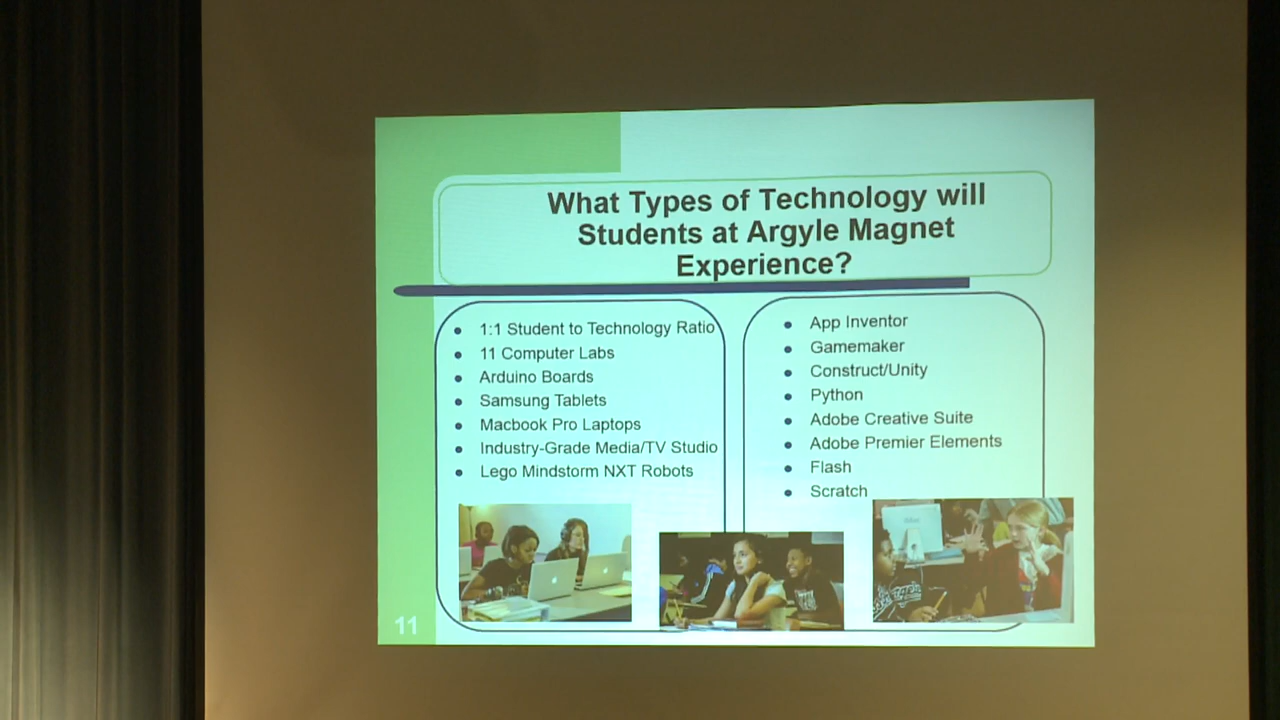 What Types of Technology will
Students at Argyle Magnet
Experience?
1:1 Student to Technology Ratio
11 Computer Labs
Arduino Boards
Samsung Tablets
Macbook Pro Laptops
Industry-Grade Media/TV Studio
Lego Mindstorm NXT Robots
App Inventor
Gamemaker
Construct/Unity
Python
Adobe Creative Suite
Adobe Premier Elements
Flash
Scratch
11